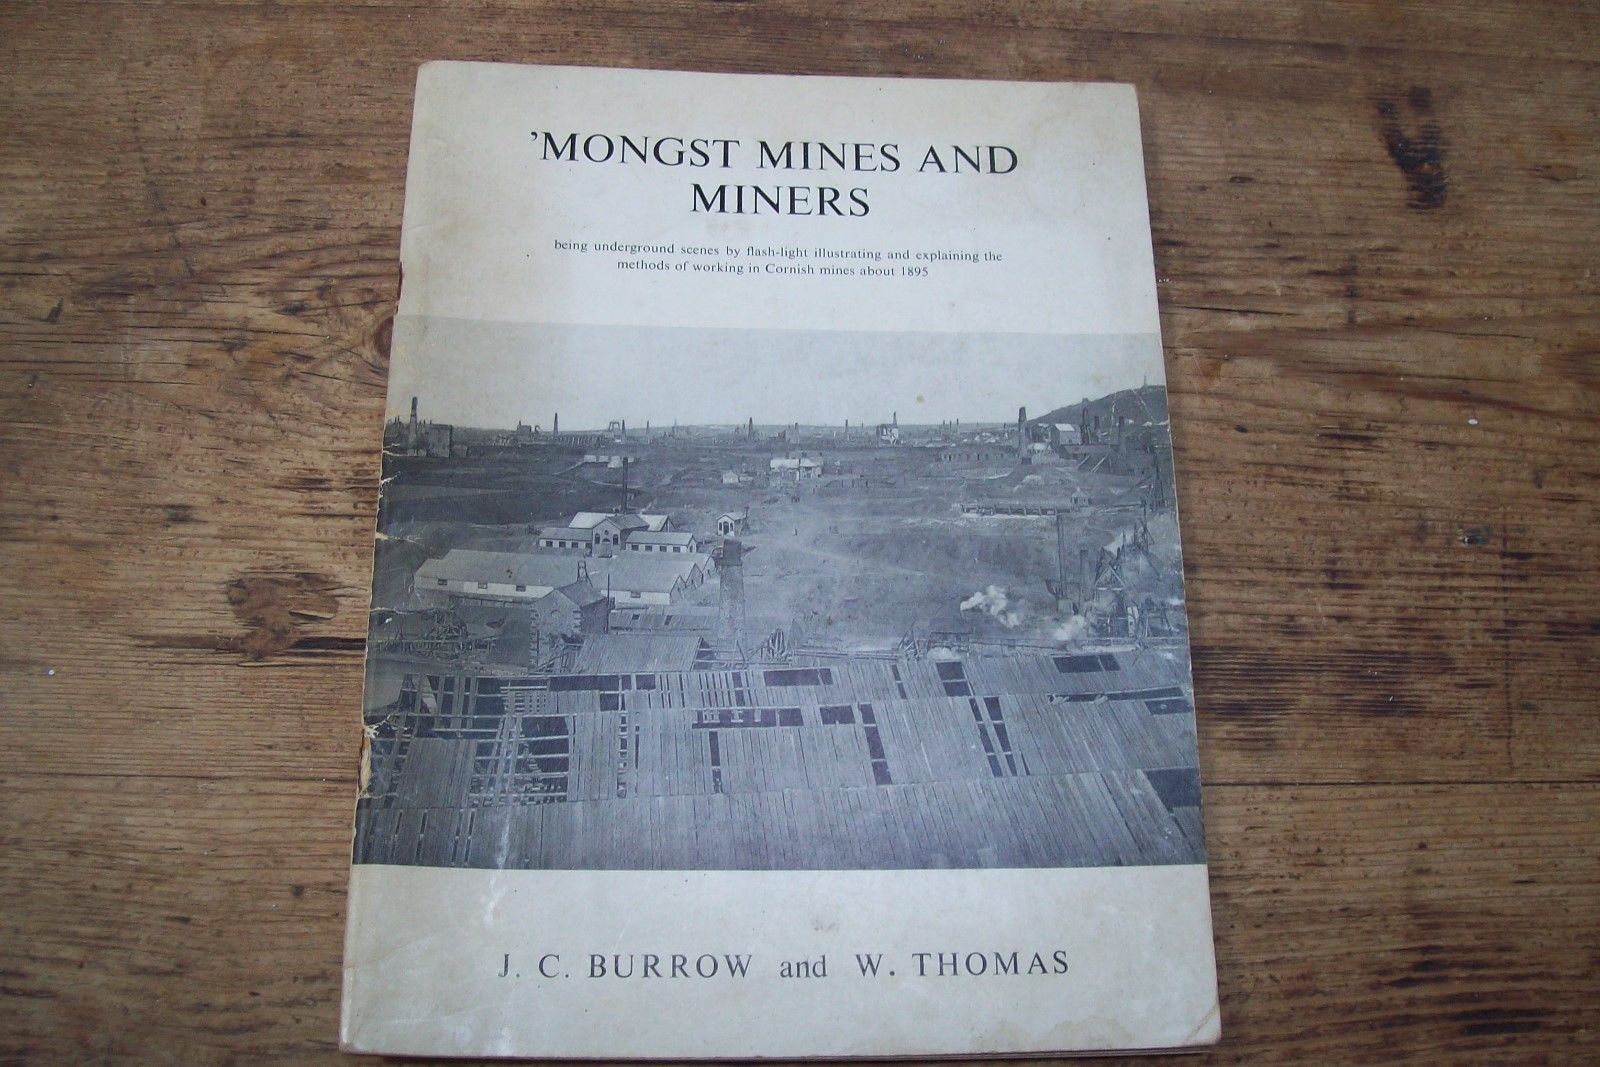 'MONGST MINES AND
MINERS
being underground scenes by flash-light illustrating and explaining the
methods of working in Cornish mines about 1895
J. C. BURROW and W. THOMAS